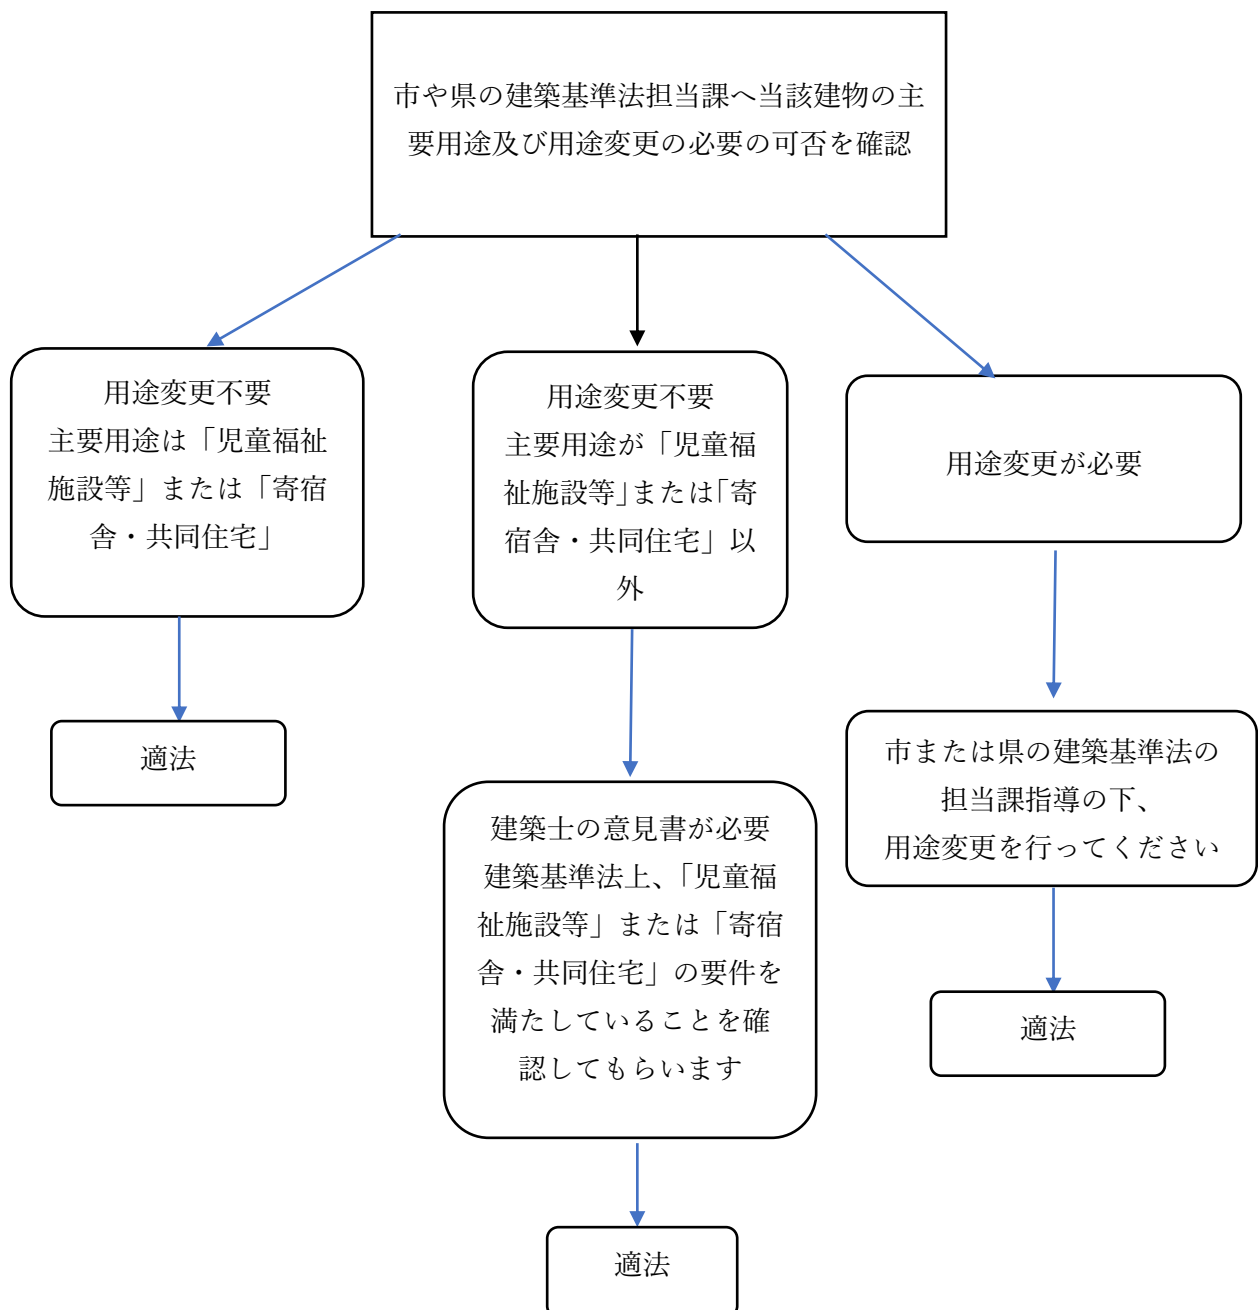 市や県の建築基準法担当課へ当該建物の主
要用途及び用途変更の必要の可否を確認
用途変更不要
主要用途は「児童福祉
施設等」または「寄宿
舎・共同住宅」
用途変更不要
主要用途が「児童福
祉施設等」または「寄
宿舎・共同住宅」以
外
用途変更が必要
適法
建築士の意見書が必要
建築基準法上、「児童福
祉施設等」または「寄宿
舎・共同住宅」の要件を
満たしていることを確
認してもらいます
適法
市または県の建築基準法の
担当課指導の下、
用途変更を行ってください
適法